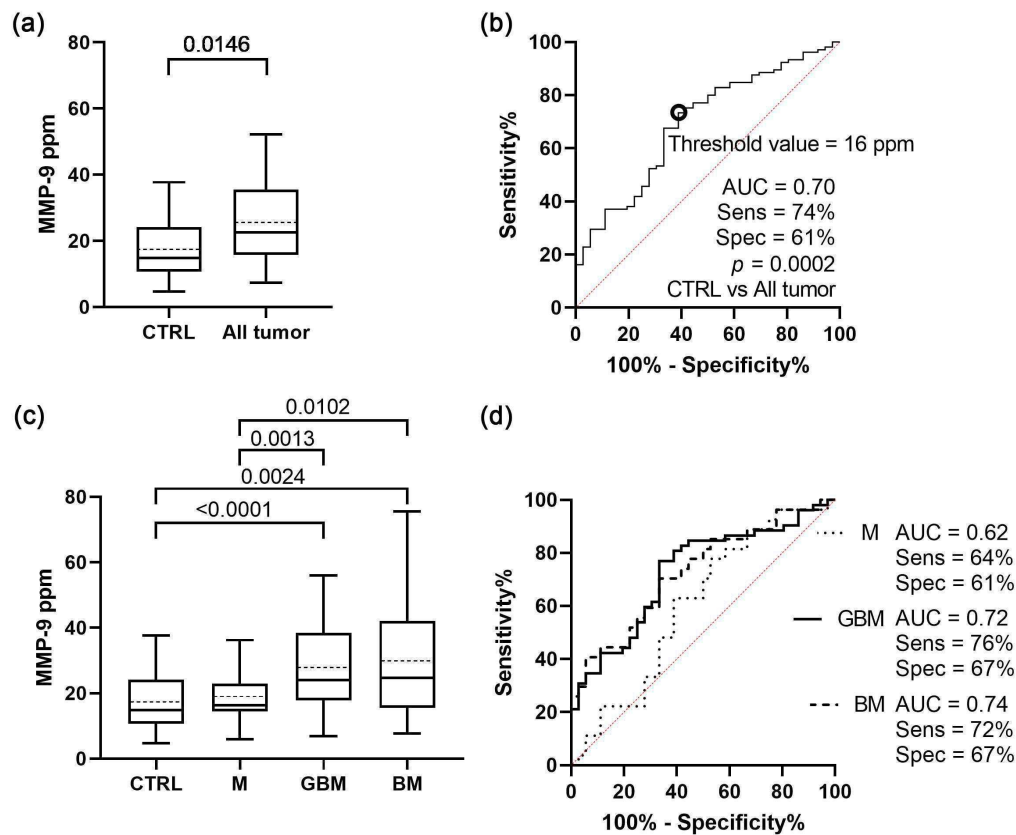 (a)
0.0146
80
60
40
20
0
MMP-9 ppm
CTRL
All tumor
(b)
100
80
60
40
20
0
Sensitivity%
Threshold value = 16 ppm
AUC = 0.70
Sens = 74%
Spec = 61%
p = 0.0002
CTRL vs All tumor
0 20 40 60 80 100
100% - Specificity%
(c)
0.0102
0.0013
0.0024
<0.0001
80
60
40
20
0
MMP-9 ppm
CTRL M GBM BM
(d)
100
80
60
40
20
0
Sensitivity%
M AUC = 0.62
Sens = 64%
Spec = 61%
GBM AUC = 0.72
Sens = 76%
Spec = 67%
BM AUC = 0.74
Sens = 72%
Spec = 67%
0 20 40 60 80 100
100% - Specificity%